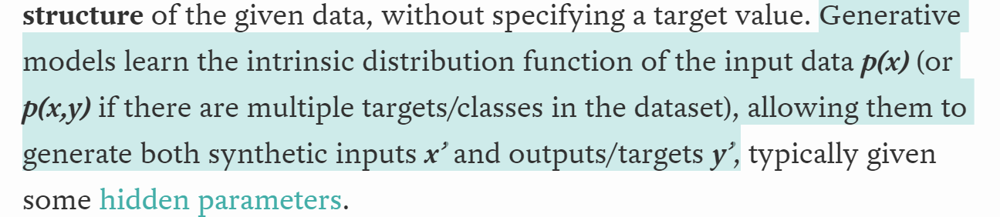 structure of the given data, without specifying a target value. Generative
models learn the intrinsic distribution function of the input data p(x) (or
p(x,y) if there are multiple targets/classes in the dataset), allowing them to
generate both synthetic inputs x’ and outputs/targets y’, typically given
some hidden parameters.